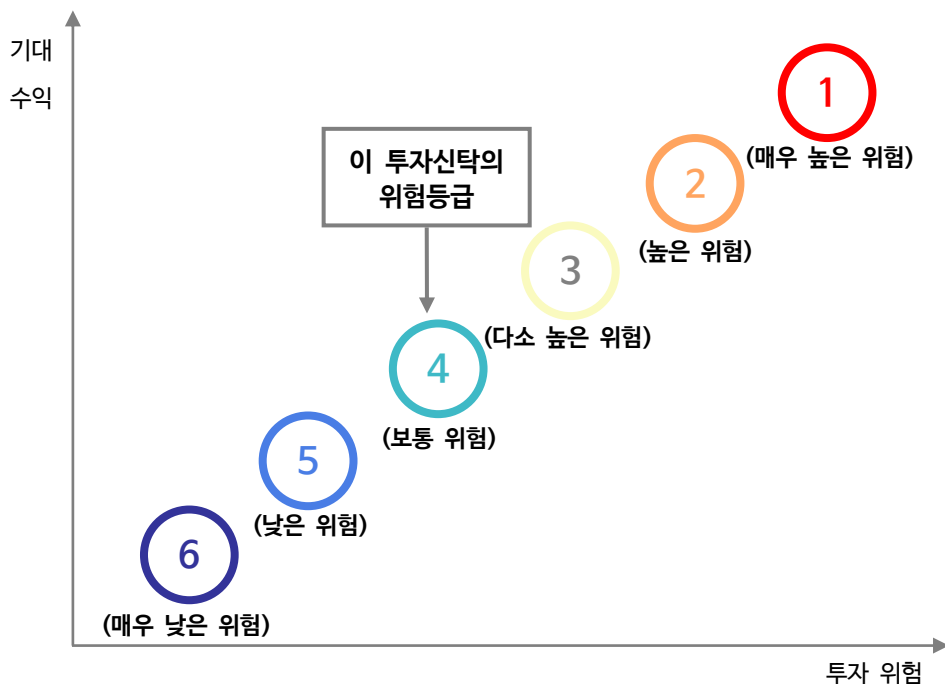 기대
수익
1
(매우 높은 위험)
이 투자신탁의
위험등급
2
(높은 위험)
3
(다소 높은 위험)
4
(보통 위험)
5
(낮은 위험)
6
(매우 낮은 위험)
투자 위험